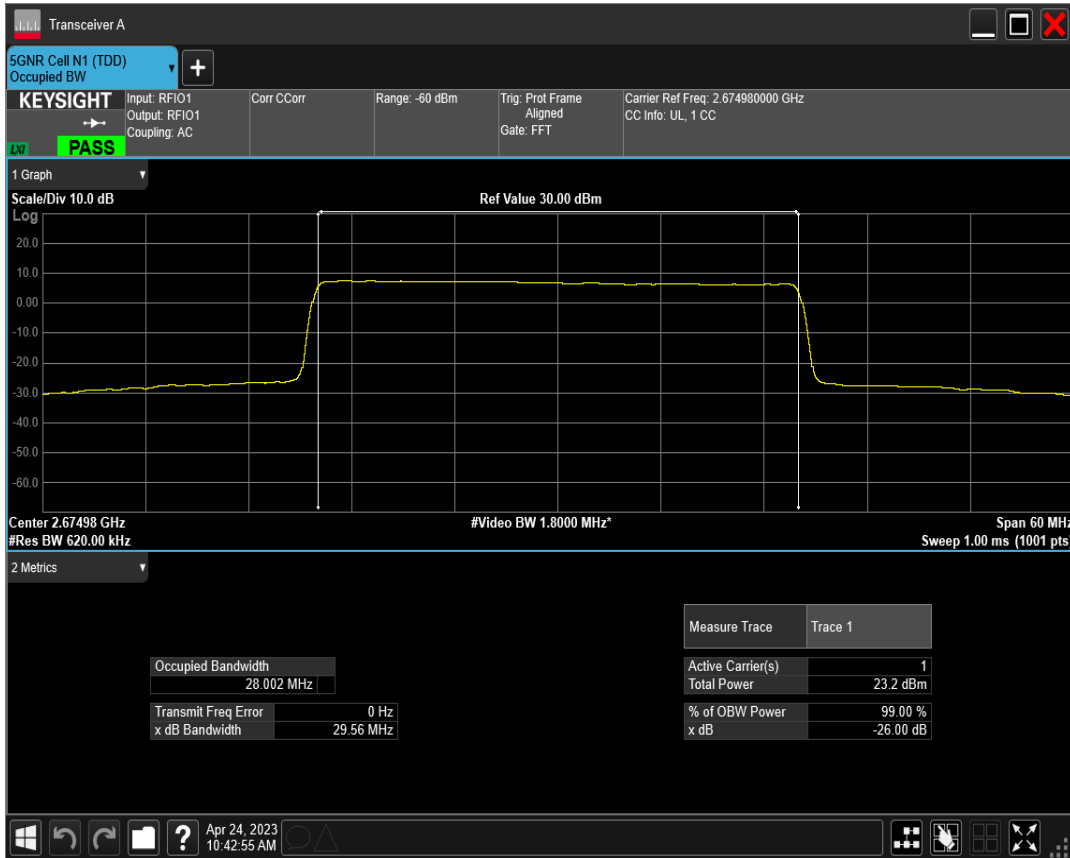 Transceiver A
5GNR Cell N1 (TDD)
Occupied BW
+
KEYSIGHT
LXI
PASS
Input: RFIO1
Output: RFIO1
Coupling: AC
Corr CCorr
Range: -60 dBm
Trig: Prot Frame
Aligned
Gate: FFT
Carrier Ref Freq: 2.674980000 GHz
CC Info: UL, 1 CC
1 Graph
Scale/Div 10.0 dB
Ref Value 30.00 dBm
Log
20.0
10.0
0.00
-10.0
-20.0
-30.0
-40.0
-50.0
-60.0
Center 2.67498 GHz
#Video BW 1.8000 MHz*
Span 60 MHz
#Res BW 620.00 kHz
Sweep 1.00 ms (1001 pts)
2 Metrics
Measure Trace Trace 1
Occupied Bandwidth
28.002 MHz
Active Carrier(s) 1
Total Power 23.2 dBm
Transmit Freq Error 0 Hz
x dB Bandwidth 29.56 MHz
% of OBW Power 99.00 %
x dB -26.00 dB
?
Apr 24, 2023
10:42:55 AM